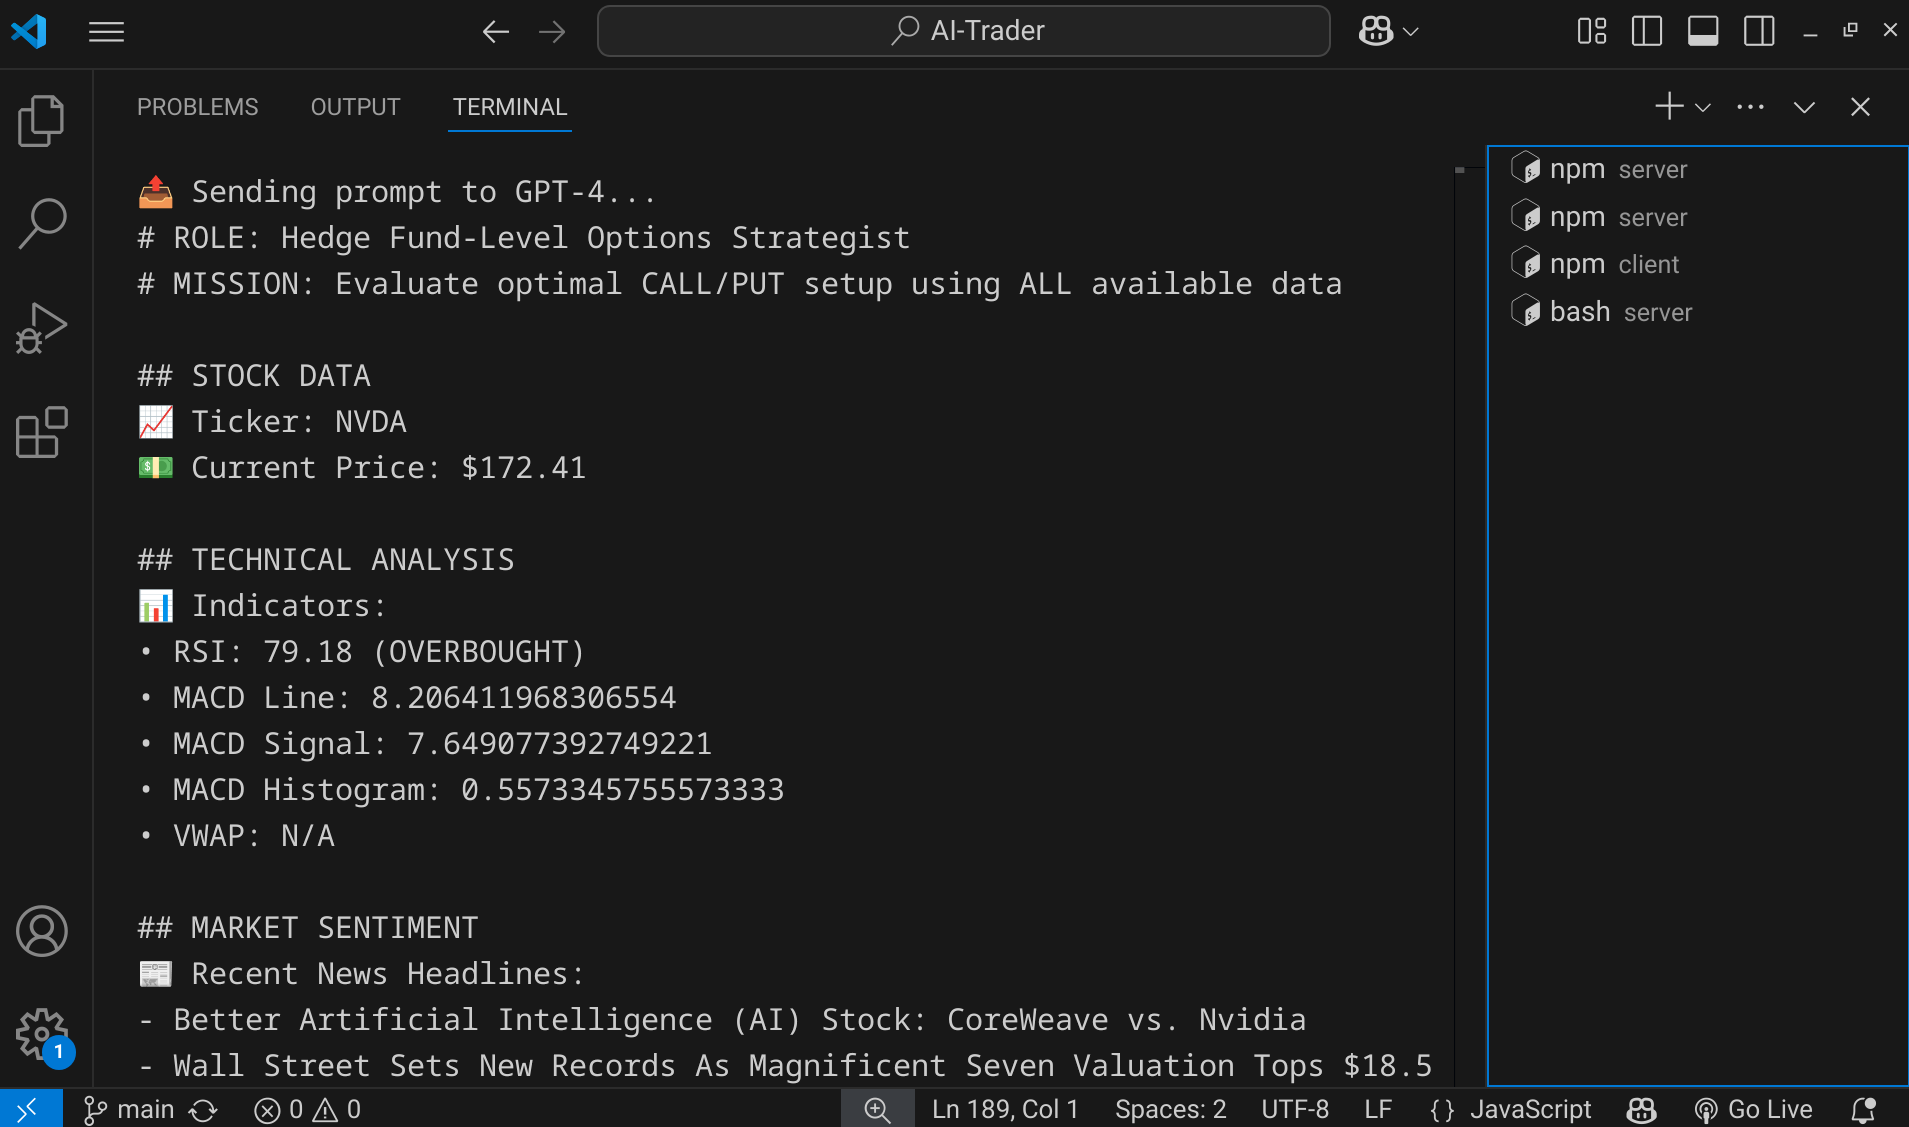 AI-Trader
PROBLEMS OUTPUT TERMINAL
📤 Sending prompt to GPT-4...
# ROLE: Hedge Fund-Level Options Strategist
# MISSION: Evaluate optimal CALL/PUT setup using ALL available data
## STOCK DATA
📈 Ticker: NVDA
💵 Current Price: $172.41
## TECHNICAL ANALYSIS
📊 Indicators:
• RSI: 79.18 (OVERBOUGHT)
• MACD Line: 8.206411968306554
• MACD Signal: 7.649077392749221
• MACD Histogram: 0.5573345755573333
• VWAP: N/A
## MARKET SENTIMENT
📰 Recent News Headlines:
- Better Artificial Intelligence (AI) Stock: CoreWeave vs. Nvidia
- Wall Street Sets New Records As Magnificent Seven Valuation Tops $18.5
npm server
npm server
npm client
bash server
1
main 0 0 Ln 189, Col 1 Spaces: 2 UTF-8 LF {} JavaScript Go Live